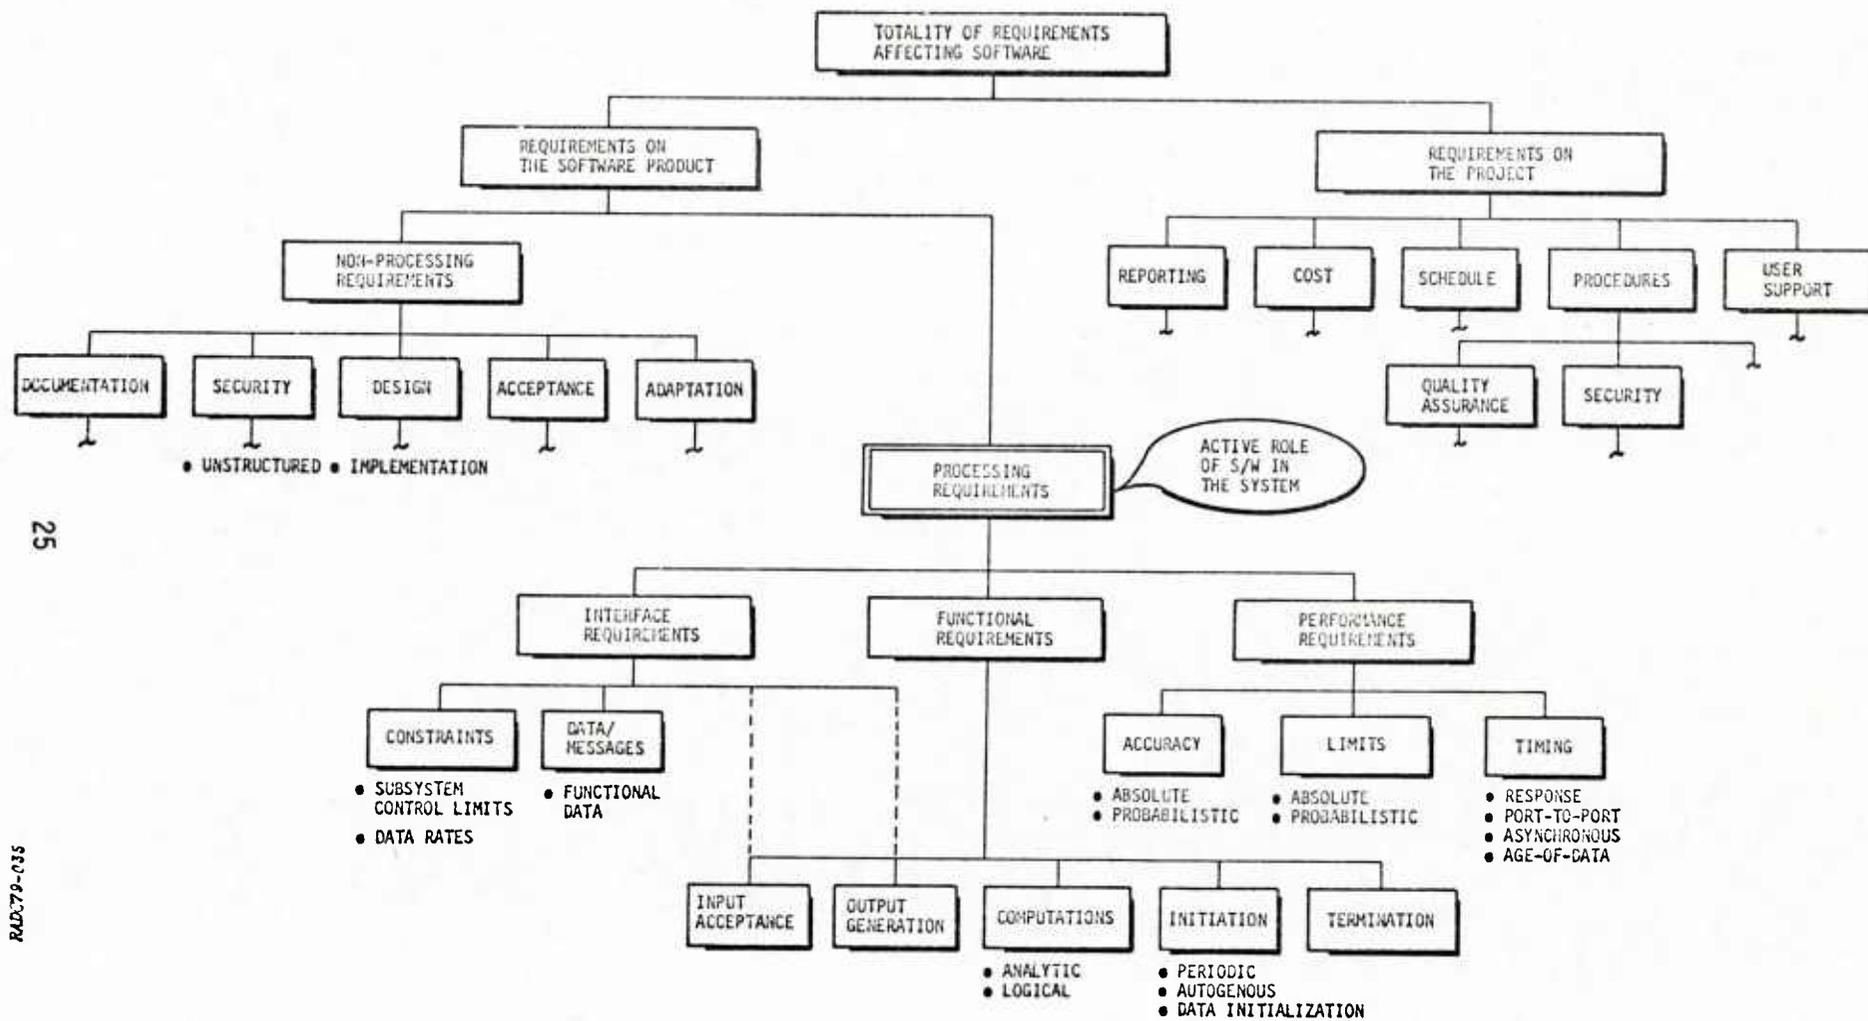 TOTALITY OF REQUIREMENTS
AFFECTING SOFTWARE
REQUIREMENTS ON
THE SOFTWARE PRODUCT
REQUIREMENTS ON
THE PROJECT
NON-PROCESSING
REQUIREMENTS
REPORTING
COST
SCHEDULE
PROCEDURES
USER
SUPPORT
DOCUMENTATION
SECURITY
DESIGN
ACCEPTANCE
ADAPTATION
QUALITY
ASSURANCE
SECURITY
• UNSTRUCTURED
• IMPLEMENTATION
PROCESSING
REQUIREMENTS
ACTIVE ROLE
OF S/W IN
THE SYSTEM
25
INTERFACE
REQUIREMENTS
FUNCTIONAL
REQUIREMENTS
PERFORMANCE
REQUIREMENTS
CONSTRAINTS
DATA/
MESSAGES
ACCURACY
LIMITS
TIMING
• SUBSYSTEM
CONTROL LIMITS
• DATA RATES
• FUNCTIONAL
DATA
• ABSOLUTE
• PROBABILISTIC
• ABSOLUTE
• PROBABILISTIC
• RESPONSE
• PORT-TO-PORT
• ASYNCHRONOUS
• AGE-OF-DATA
INPUT
ACCEPTANCE
OUTPUT
GENERATION
COMPUTATIONS
INITIATION
TERMINATION
• ANALYTIC
• LOGICAL
• PERIODIC
• AUTOGENOUS
• DATA INITIALIZATION
RADC79-035